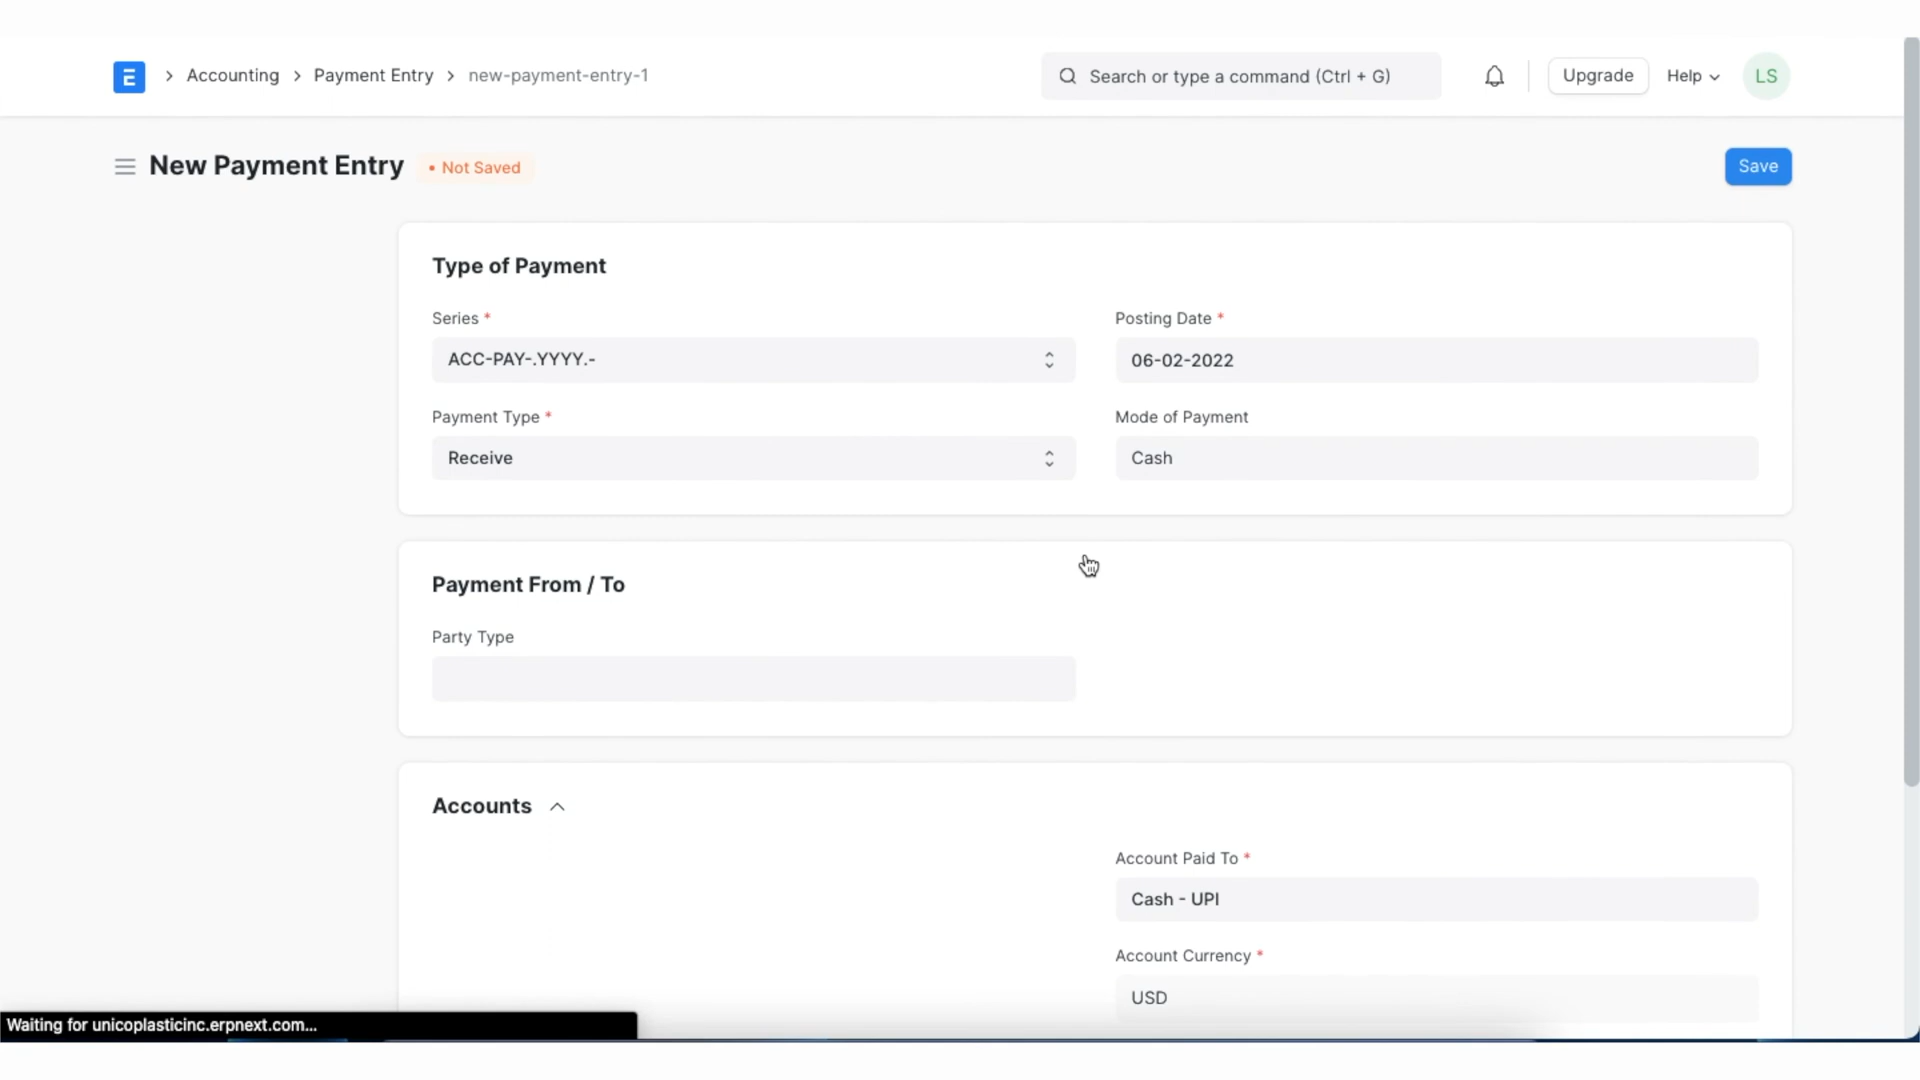 E > Accounting > Payment Entry > new-payment-entry-1
Search or type a command (Ctrl + G)
Upgrade
Help
LS
New Payment Entry
• Not Saved
Save
Type of Payment
Series *
ACC-PAY-.YYYY.-
Posting Date *
06-02-2022
Payment Type *
Receive
Mode of Payment
Cash
Payment From / To
Party Type
Accounts
Account Paid To *
Cash - UPI
Account Currency *
USD
Waiting for unicoplasticinc.erpnext.com...